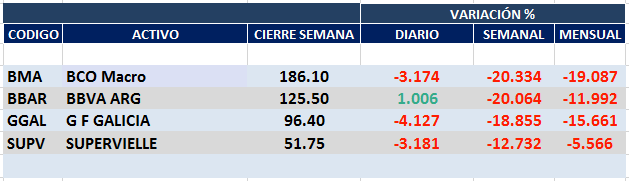 VARIACIÓN %
CODIGO ACTIVO CIERRE SEMANA DIARIO SEMANAL MENSUAL
BMA BCO Macro 186.10 -3.174 -20.334 -19.087
BBAR BBVA ARG 125.50 1.006 -20.064 -11.992
GGAL G F GALICIA 96.40 -4.127 -18.855 -15.661
SUPV SUPERVIELLE 51.75 -3.181 -12.732 -5.566